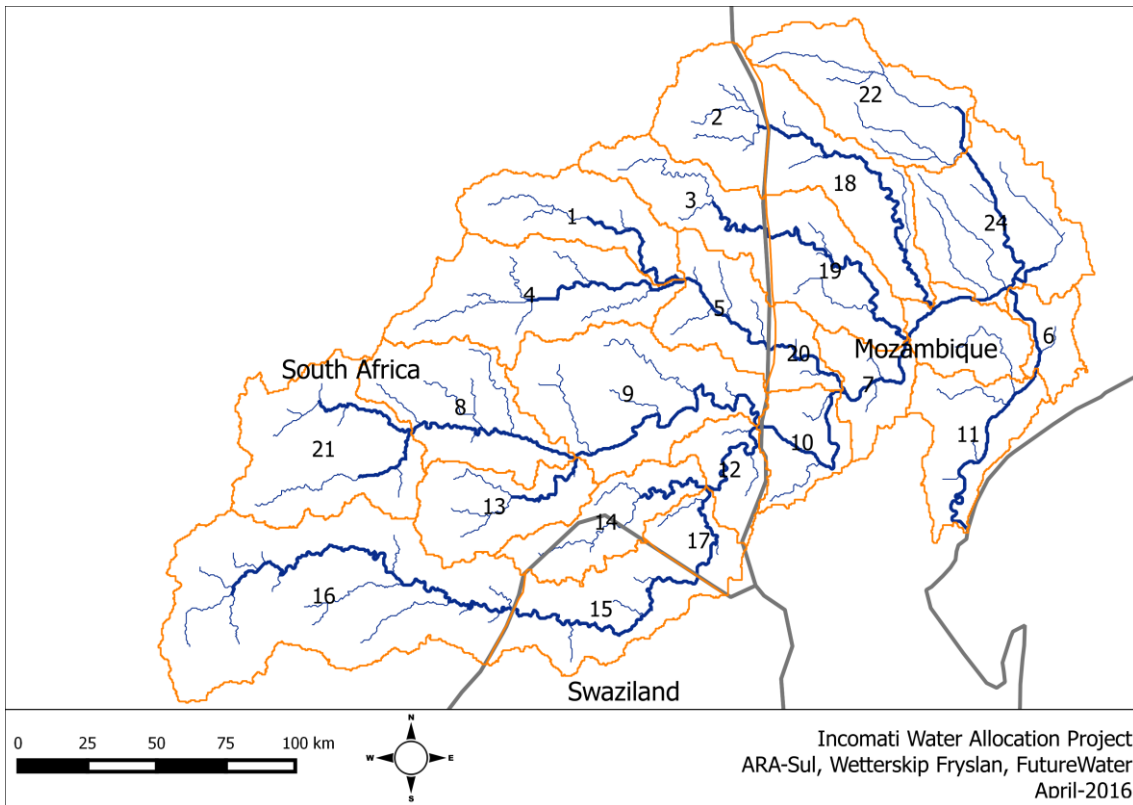 22
2
18
3
1
24
19
4
5
6
20
Mozambique
South Africa
7
9
8
11
10
21
12
13
14
17
16
15
Swaziland
0 25 50 75 100 km
N
W E
S
Incomati Water Allocation Project
ARA-Sul, Wetterskip Fryslan, FutureWater
April-2016